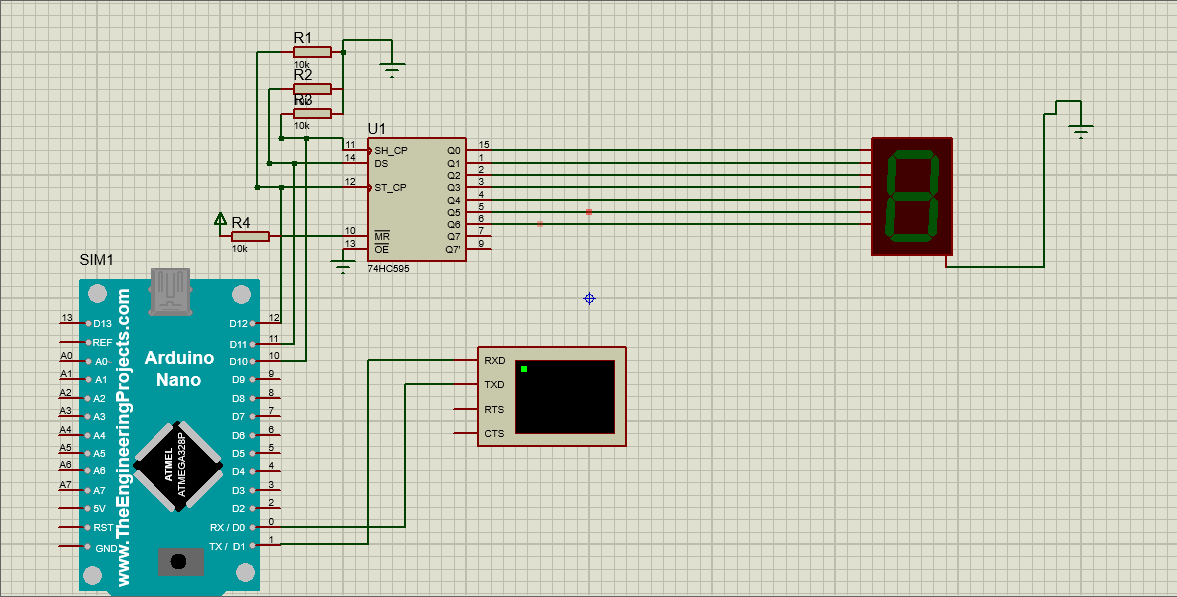 R1
10k
R2
R3
10k
U1
11
SH_CP
14
DS
12
ST_CP
10
MR
13
OE
Q0
15
Q1
1
Q2
2
Q3
3
Q4
4
Q5
5
Q6
6
Q7
7
Q7'
9
74HC595
R4
10k
SIM1
www.TheEngineeringProjects.com
Arduino
Nano
ATMEL
ATMEGA328P
13
D13
REF
A0
A0
A1
A1
A2
A2
A3
A3
A4
A4
A5
A5
A6
A6
A7
A7
5V
RST
GND
D12
12
D11
11
D10
10
D9
9
D8
8
D7
7
D6
6
D5
5
D4
4
D3
3
D2
2
RX / D0
0
TX / D1
1
RXD
TXD
RTS
CTS